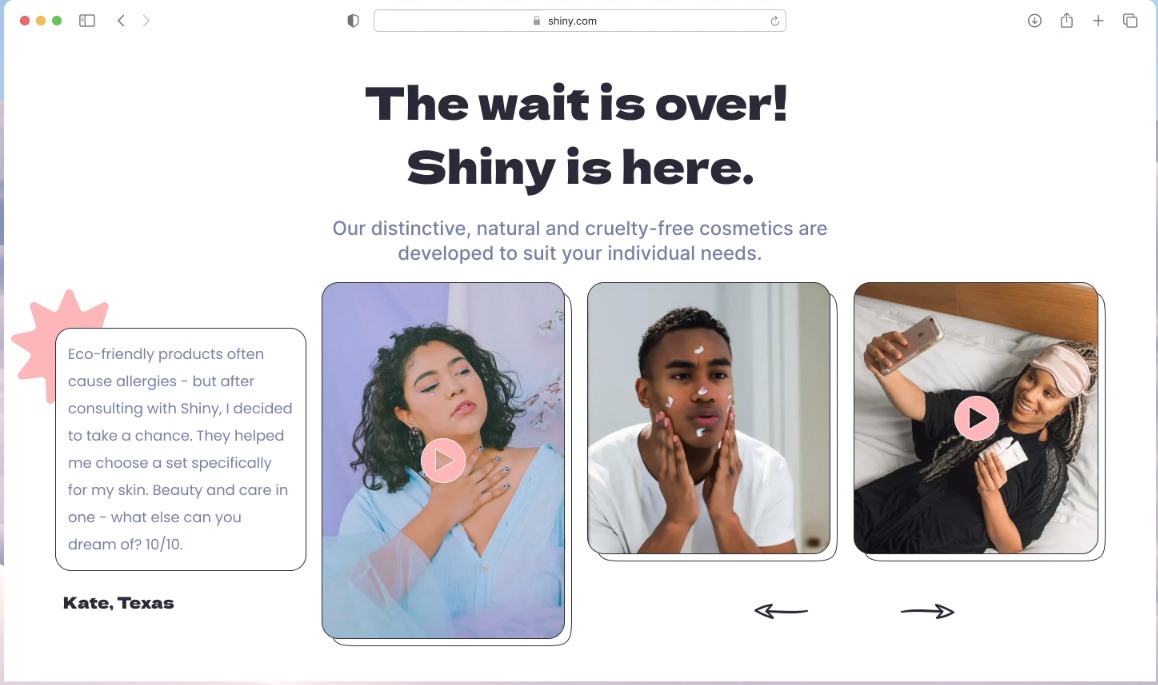 shiny.com
The wait is over!
Shiny is here.
Our distinctive, natural and cruelty-free cosmetics are
developed to suit your individual needs.
Eco-friendly products often
cause allergies - but after
consulting with Shiny, I decided
to take a chance. They helped
me choose a set specifically
for my skin. Beauty and care in
one - what else can you
dream of? 10/10.
Kate, Texas